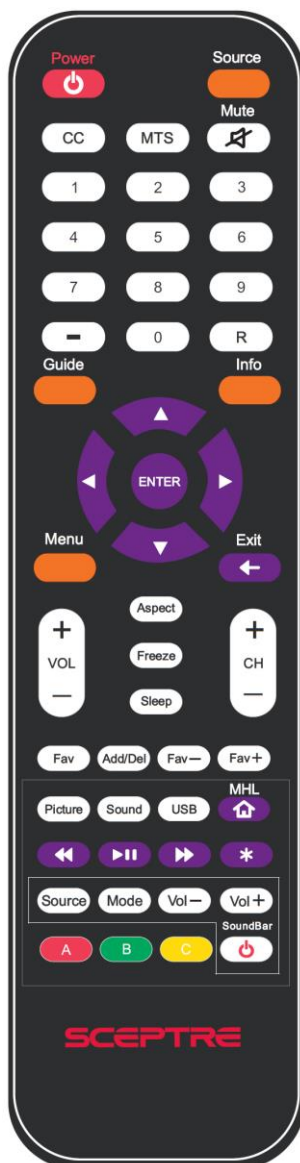 Power Source
Mute
CC MTS
1 2 3
4 5 6
7 8 9
– 0 R
Guide Info
ENTER
Menu Exit
+ Aspect +
VOL Freeze CH
— Sleep —
Fav Add/Del Fav– Fav+
MHL
Picture Sound USB
*
Source Mode Vol– Vol+
SoundBar
A B C
SCEPTRE